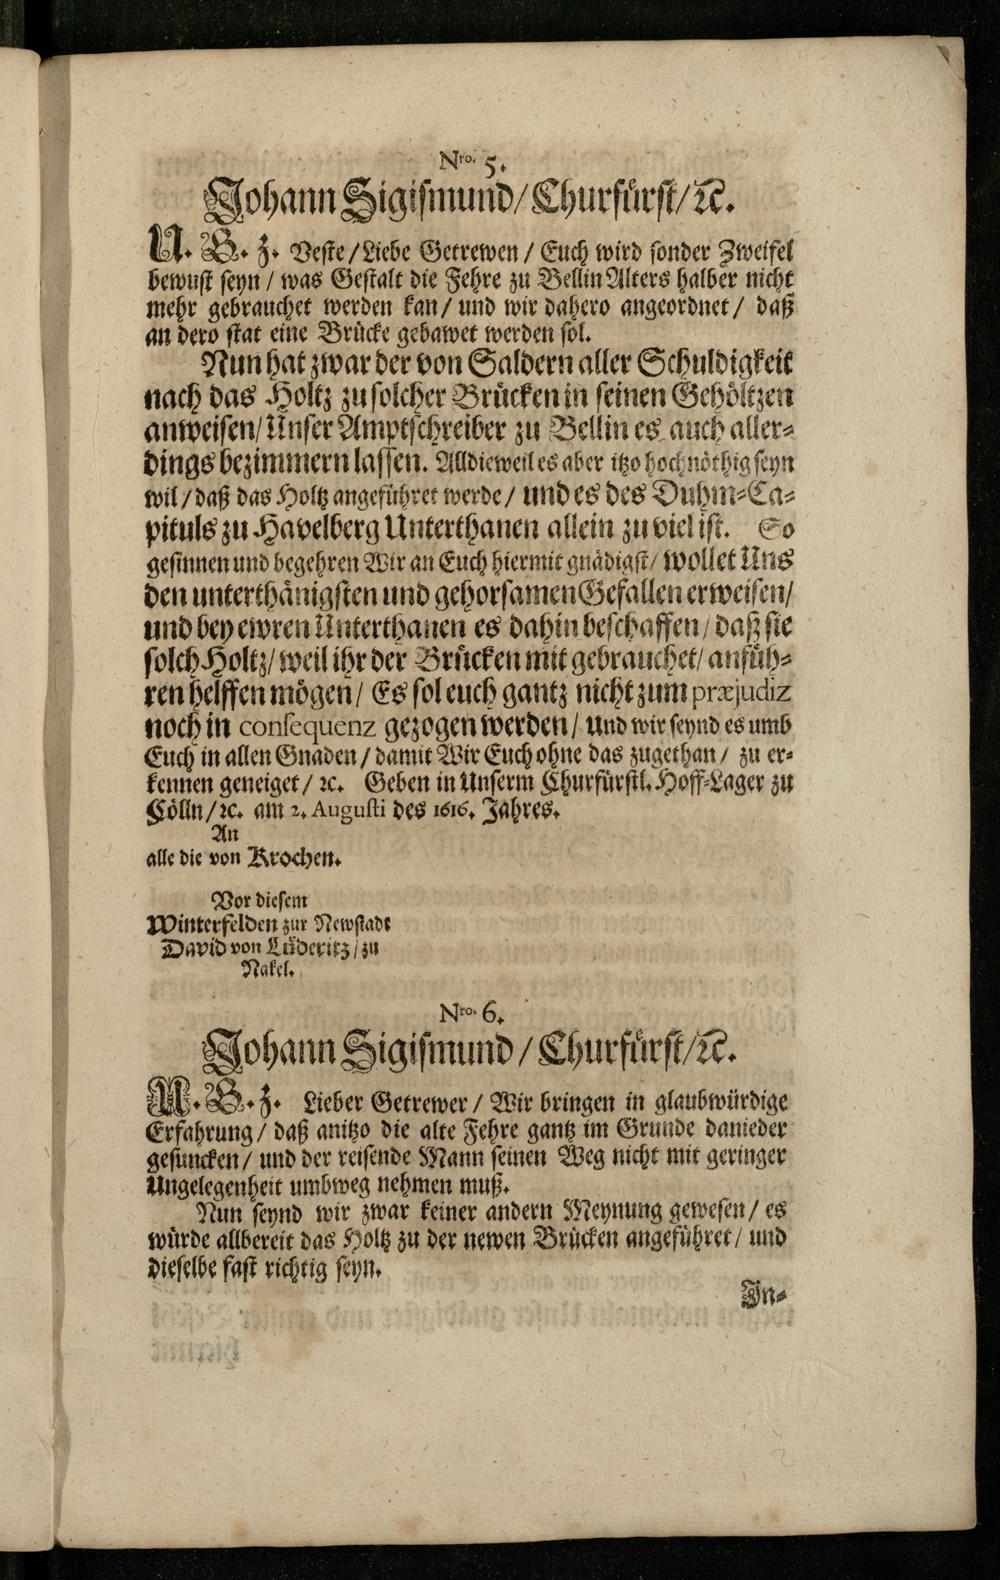 Nro. 5.
Johann Sigismund/ Churfürst/ ꝛc.
U. G. z. Veste / Liebe Getrewen / Euch wird sonder Zweifel
bewust seyn / was Gestalt die Fehre zu Bellin Alters halber nicht
mehr gebrauchet werden kan / und wir dahero angeordnet / daß
an dero stat eine Brücke gebawet werden sol.
Nun hat zwar der von Saldern aller Schuldigkeit
nach das Holtz zu solcher Brücken in seinen Gehöltzen
anweisen/ Unser Amptschreiber zu Bellin es auch aller-
dings bezimmern lassen. Alldieweil es aber itzo hochnöthig seyn
wil / daß das Holtz angeführet werde / und es des Duhm-Ca-
pituls zu Havelberg Unterthanen allein zu viel ist. So
gesinnen und begehren Wir an Euch hiermit gnädigst/ wollet Uns
den unterthänigsten und gehorsamen Gefallen erweisen/
und bey ewren Unterthanen es dahin beschaffen / daß sie
solch Holtz/ weil ihr der Brücken mit gebrauchet/ anfüh-
ren helffen mögen / Es sol euch gantz nicht zum præjudiz
noch in consequenz gezogen werden / und wir seynd es umb
Euch in allen Gnaden / damit Wir Euch ohne das zugethan / zu er-
kennen geneiget / ꝛc. Geben in Unserm Churfürstl. Hoff-Lager zu
Cölln / ꝛc. am 2. Augusti des 1616. Jahres.
An
alle die von Krochen.
Vor diesem
Winterfelden zur Newstadt
David von Lüderitz / zu
Nakel.
Nro. 6.
Johann Sigismund / Churfürst/ ꝛc.
U. G. z. Lieber Getrewer / Wir bringen in glaubwürdige
Erfahrung / daß anitzo die alte Fehre gantz im Grunde danieder
gesuncken / und der reisende Mann seinen Weg nicht mit geringer
Ungelegenheit umbweg nehmen muß.
Nun seynd wir zwar keiner andern Meynung gewesen / es
würde allbereit das Holtz zu der newen Brücken angeführet / und
dieselbe fast richtig seyn.
In-